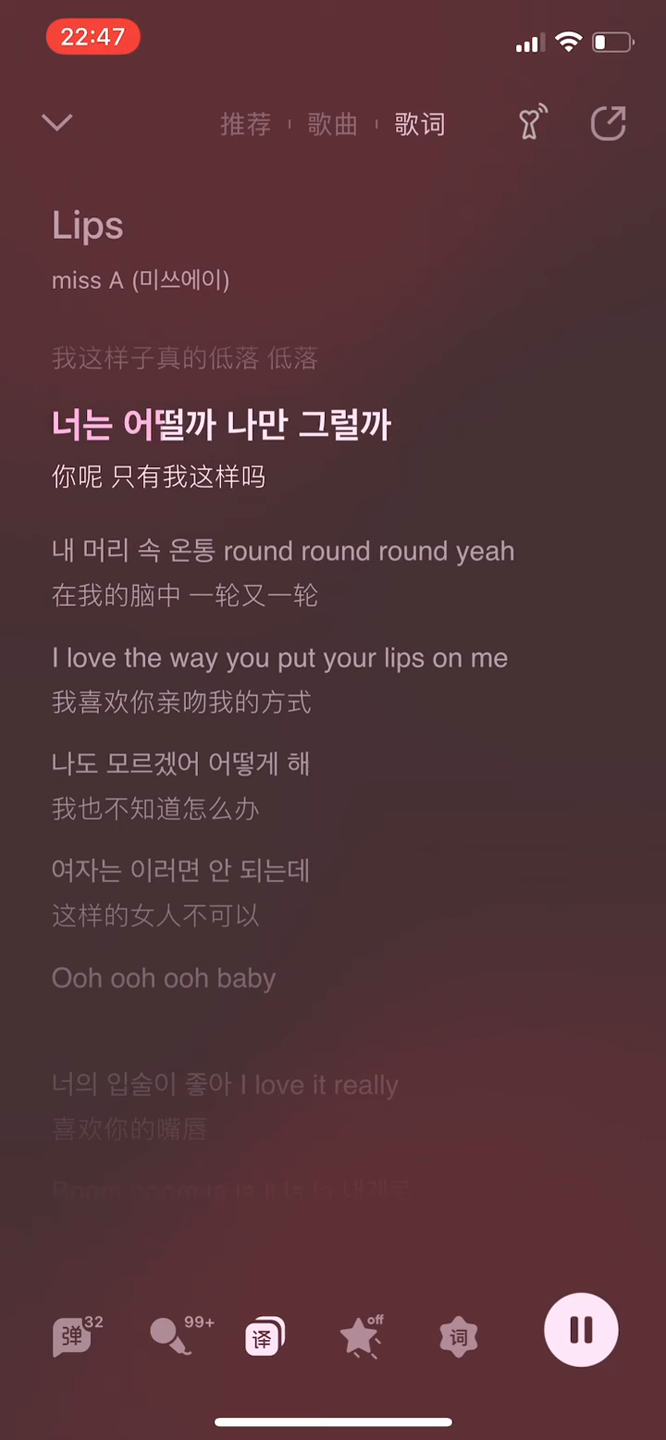 22:47
推荐 歌曲 歌词
Lips
miss A (미쓰에이)
我这样子真的低落 低落
너는 어떨까 나만 그럴까
你呢 只有我这样吗
내 머리 속 온통 round round round yeah
在我的脑中 一轮又一轮
I love the way you put your lips on me
我喜欢你亲吻我的方式
나도 모르겠어 어떻게 해
我也不知道怎么办
여자는 이러면 안 되는데
这样的女人不可以
Ooh ooh ooh baby
너의 입술이 좋아 I love it really
喜欢你的嘴唇
弹 32 99+ 译 off 词